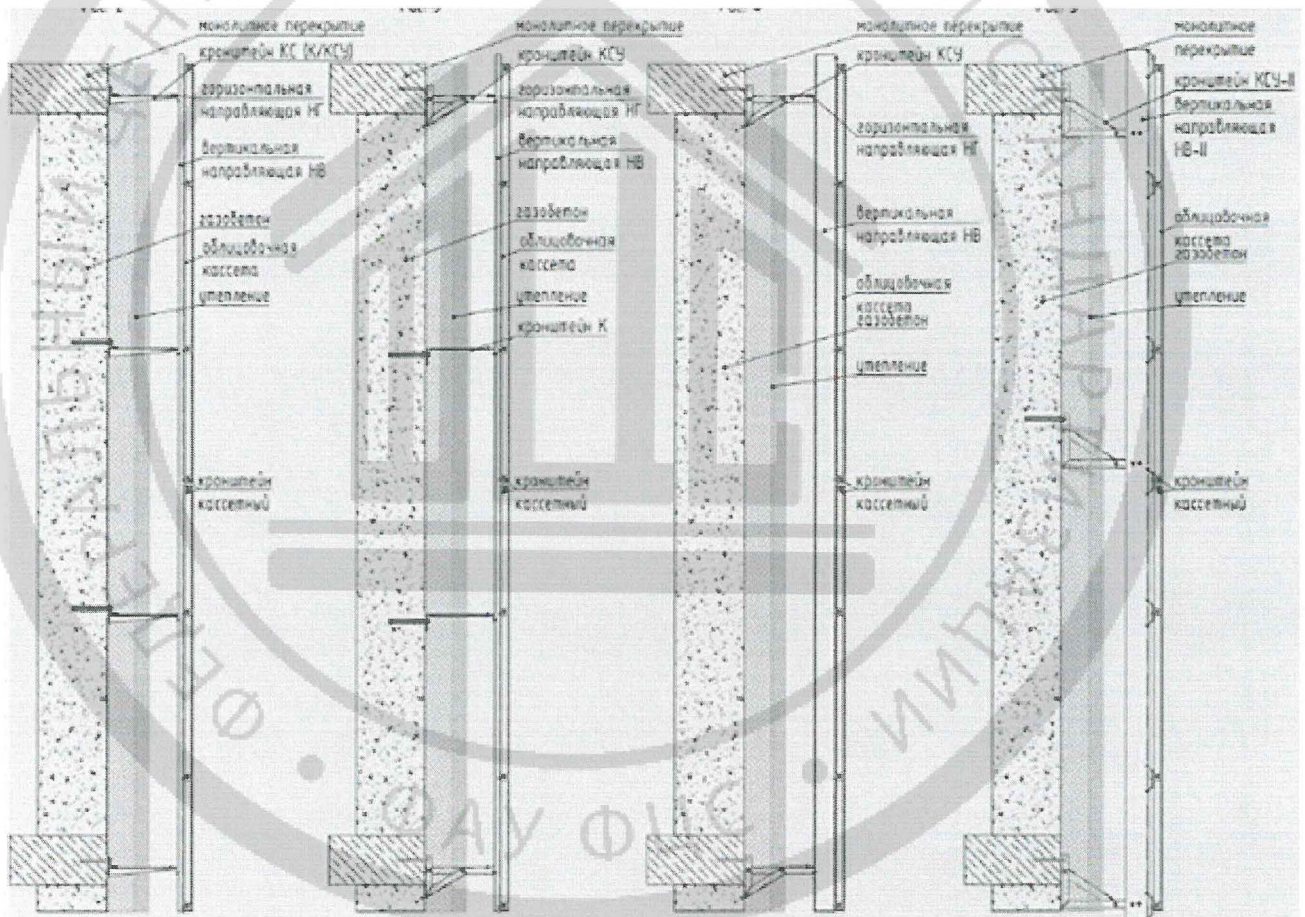 монолитное перекрытие
кронштейн КС (К/КСУ)
горизонтальная
направляющая НГ
вертикальная
направляющая НВ
газобетон
облицовочная
кассета
утепление
кронштейн
кассетный
монолитное перекрытие
кронштейн КСУ
горизонтальная
направляющая НГ
вертикальная
направляющая НВ
газобетон
облицовочная
кассета
утепление
кронштейн К
кронштейн
кассетный
монолитное перекрытие
кронштейн КСУ
горизонтальная
направляющая НГ
вертикальная
направляющая НВ
облицовочная
кассета
газобетон
утепление
кронштейн
кассетный
монолитное
перекрытие
кронштейн КСУ-II
вертикальная
направляющая
НВ-II
облицовочная
кассета
газобетон
утепление
кронштейн
кассетный
ФАУ ФЦС